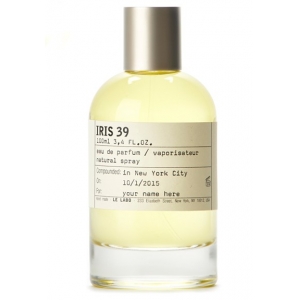 IRIS 39
100ml 3,4 FL.OZ.
eau de parfum / vaporisateur
natural spray
Compounded: in New York City
On: 10/1/2015
For: your name here
LE LABO